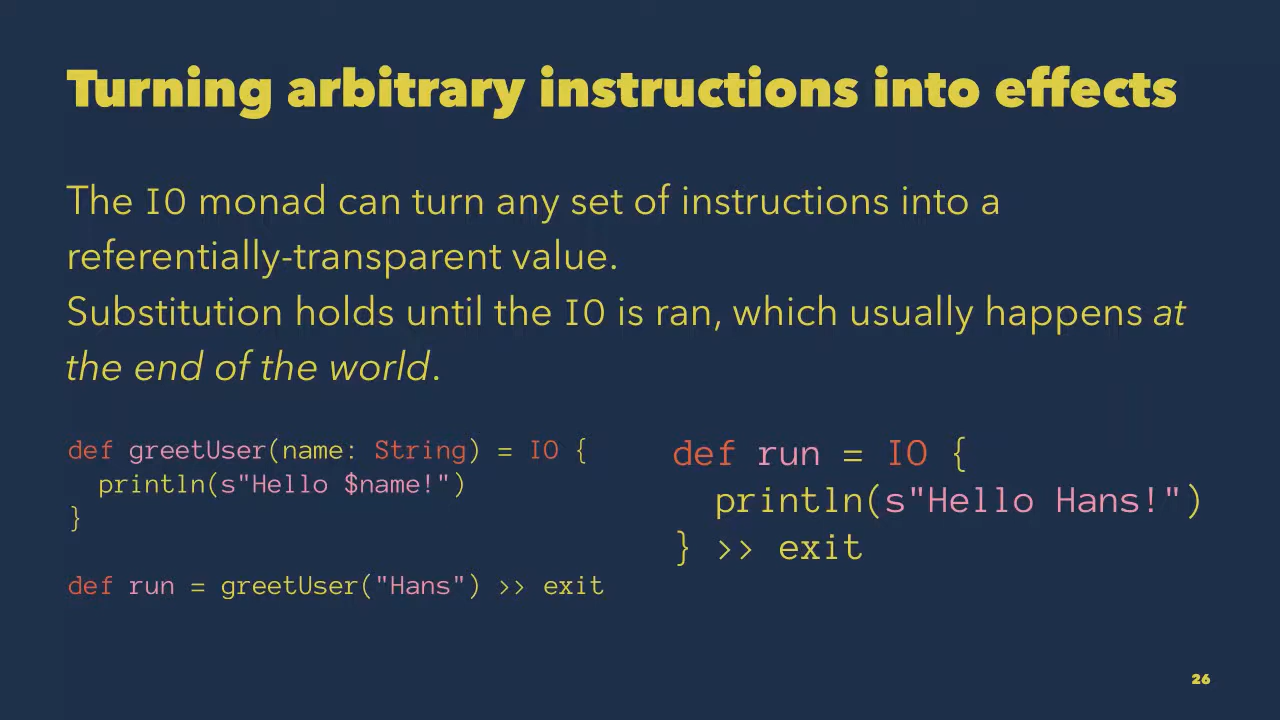 Turning arbitrary instructions into effects
The IO monad can turn any set of instructions into a
referentially-transparent value.
Substitution holds until the IO is ran, which usually happens at
the end of the world.
def greetUser(name: String) = IO {
  println(s"Hello $name!")
}
def run = greetUser("Hans") >> exit
def run = IO {
  println(s"Hello Hans!")
} >> exit
26